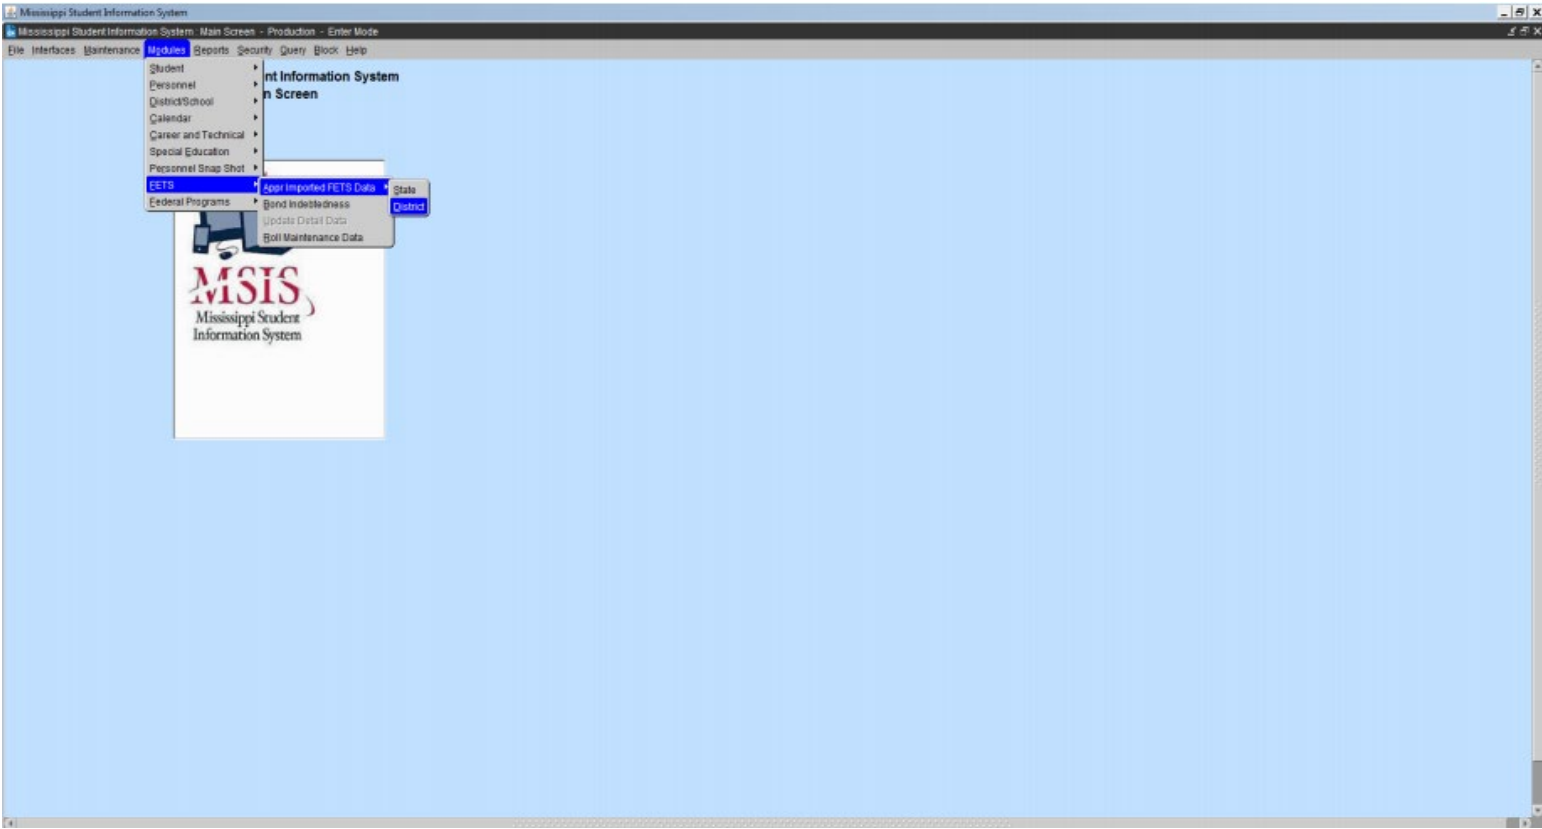 Mississippi Student Information System
Mississippi Student Information System: Main Screen - Production - Enter Mode
File Interfaces Maintenance Modules Reports Security Query Block Help
nt Information System
n Screen
Student
Personnel
District/School
Calendar
Career and Technical
Special Education
Personnel Snap Shot
FETS
Federal Programs
Appr Imported FETS Data
Bond Indebtedness
Update Detail Data
Roll Maintenance Data
State
District
MSIS
Mississippi Student
Information System